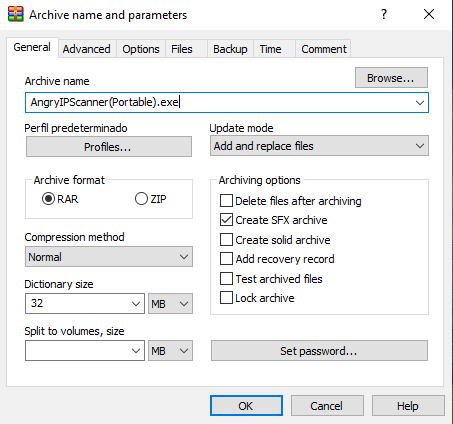 Archive name and parameters
General Advanced Options Files Backup Time Comment
Archive name
Browse...
AngryIPScanner(Portable).exe
Perfil predeterminado
Update mode
Profiles...
Add and replace files
Archive format
RAR ZIP
Archiving options
Delete files after archiving
Create SFX archive
Create solid archive
Add recovery record
Test archived files
Lock archive
Compression method
Normal
Dictionary size
32 MB
Split to volumes, size
MB
Set password...
OK Cancel Help